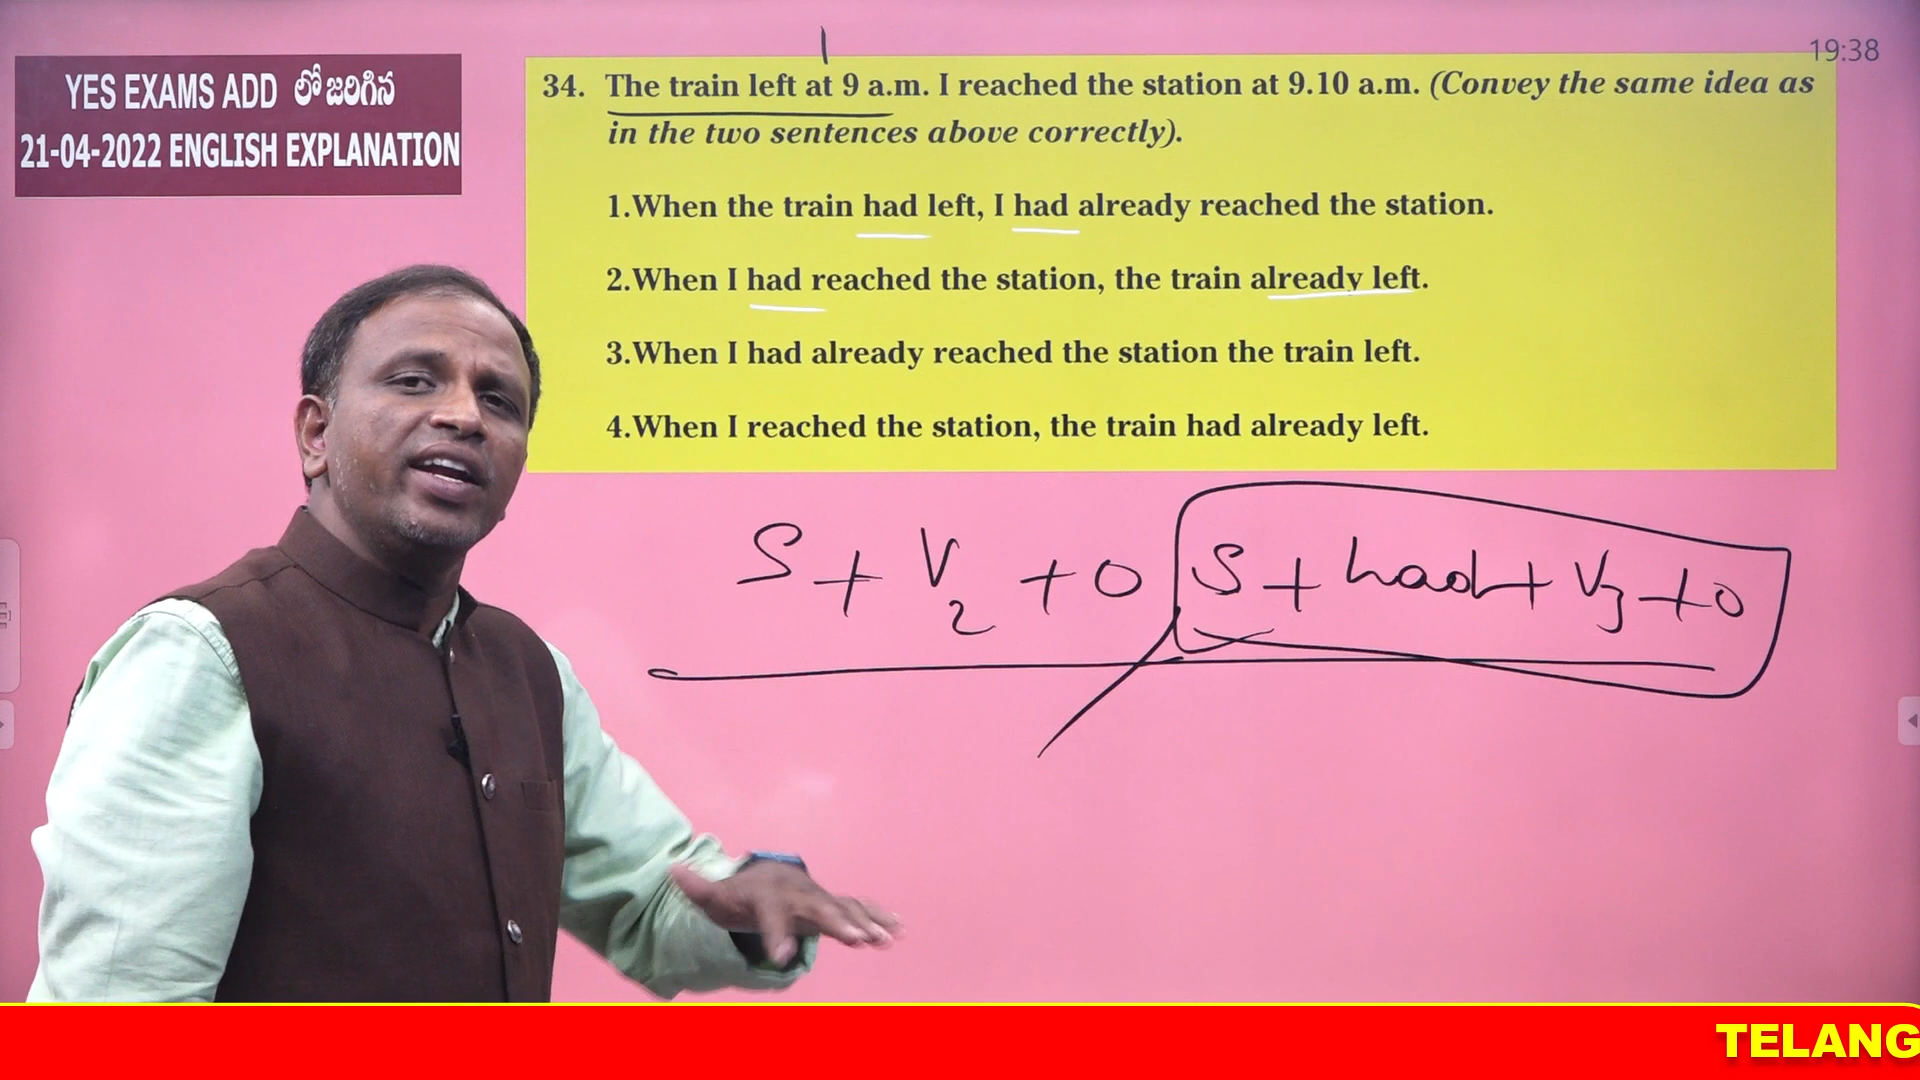 19:38
YES EXAMS ADD లో జరిగిన
21-04-2022 ENGLISH EXPLANATION
34. The train left at 9 a.m. I reached the station at 9.10 a.m. (Convey the same idea as
in the two sentences above correctly).
1.When the train had left, I had already reached the station.
2.When I had reached the station, the train already left.
3.When I had already reached the station the train left.
4.When I reached the station, the train had already left.
S + V2 + O S + had + V3 + O
TELANG